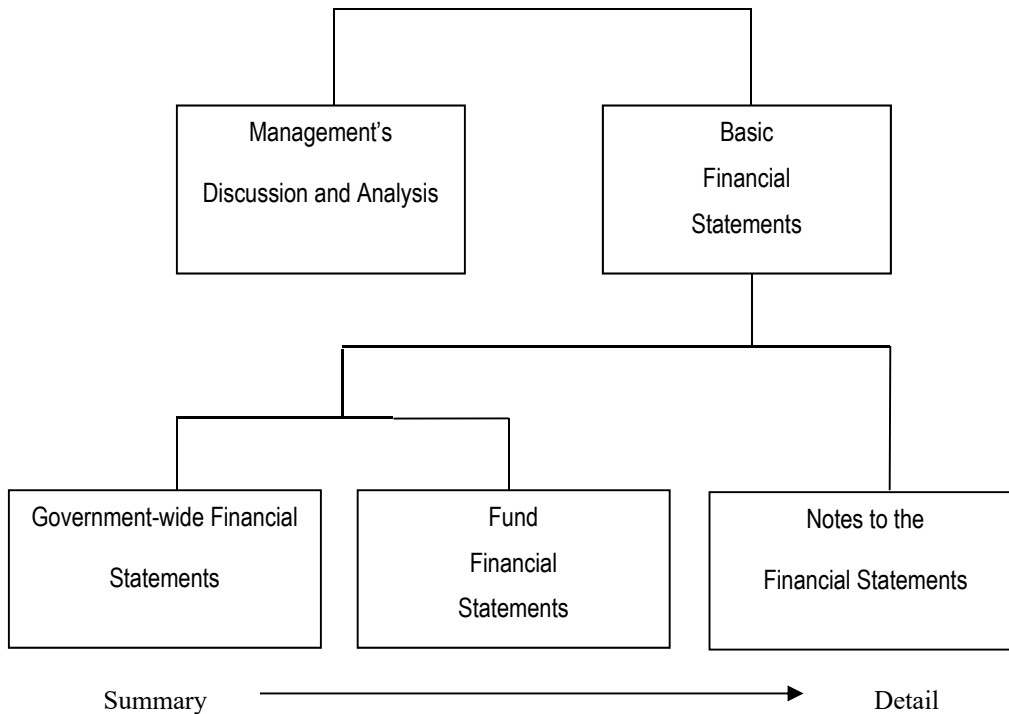 Management’s
Discussion and Analysis
Basic
Financial
Statements
Government-wide Financial
Statements
Fund
Financial
Statements
Notes to the
Financial Statements
Summary
Detail